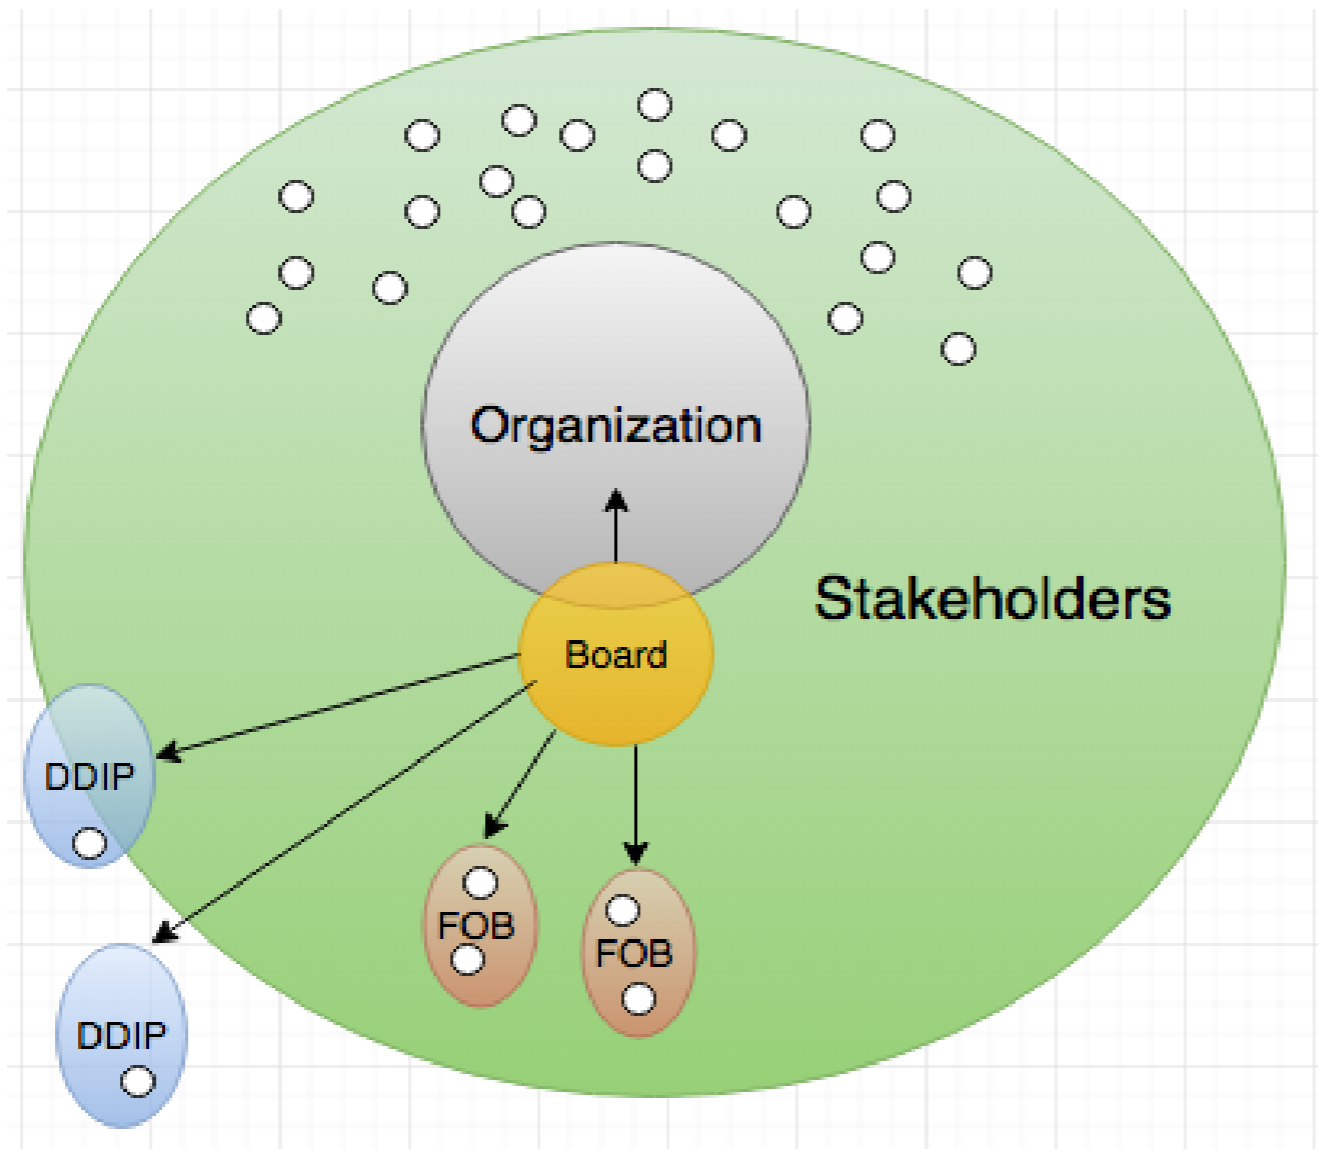 Organization
Stakeholders
Board
DDIP
FOB
FOB
DDIP